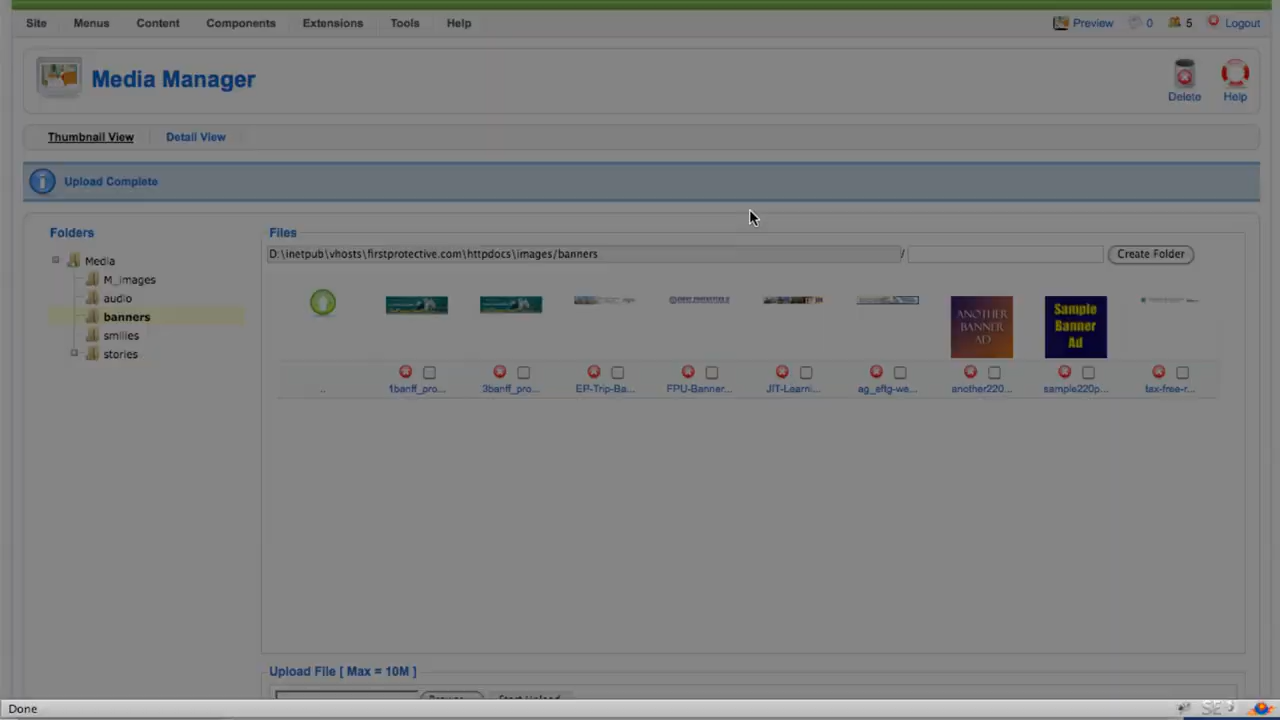 Site Menus Content Components Extensions Tools Help Preview 0 5 Logout
Media Manager
Delete Help
Thumbnail View Detail View
Upload Complete
Folders
Media
M_images
audio
banners
smilies
stories
Files
D:\inetpub\vhosts\firstprotective.com\httpdocs\images/banners / Create Folder
ANOTHER BANNER AD
Sample Banner Ad
.. 1banff_pro... 3banff_pro... EP-Trip-Ba... FPU-Banner... JIT-Learni... ag_eftg-we... another220... sample220p... tax-free-r...
Upload File [ Max = 10M ]
Browse... Start Upload
Done